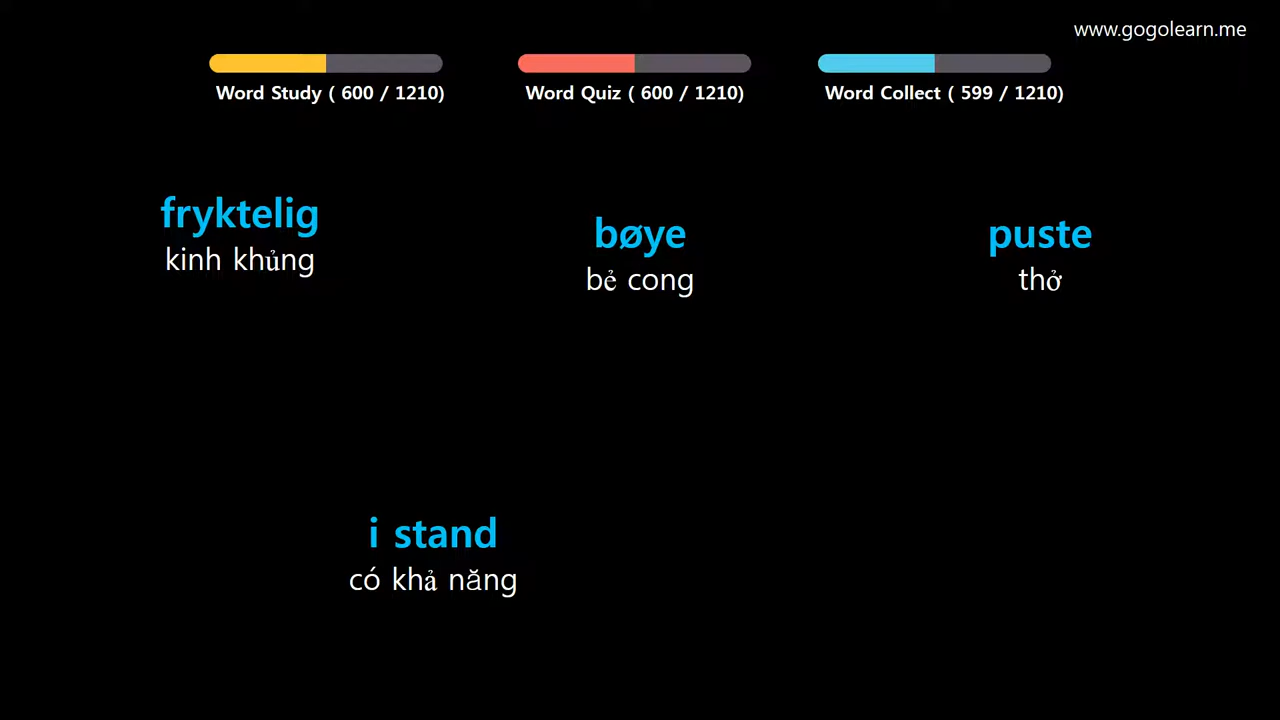 www.gogolearn.me
Word Study ( 600 / 1210)
Word Quiz ( 600 / 1210)
Word Collect ( 599 / 1210)
fryktelig
kinh khủng
bøye
bẻ cong
puste
thở
i stand
có khả năng